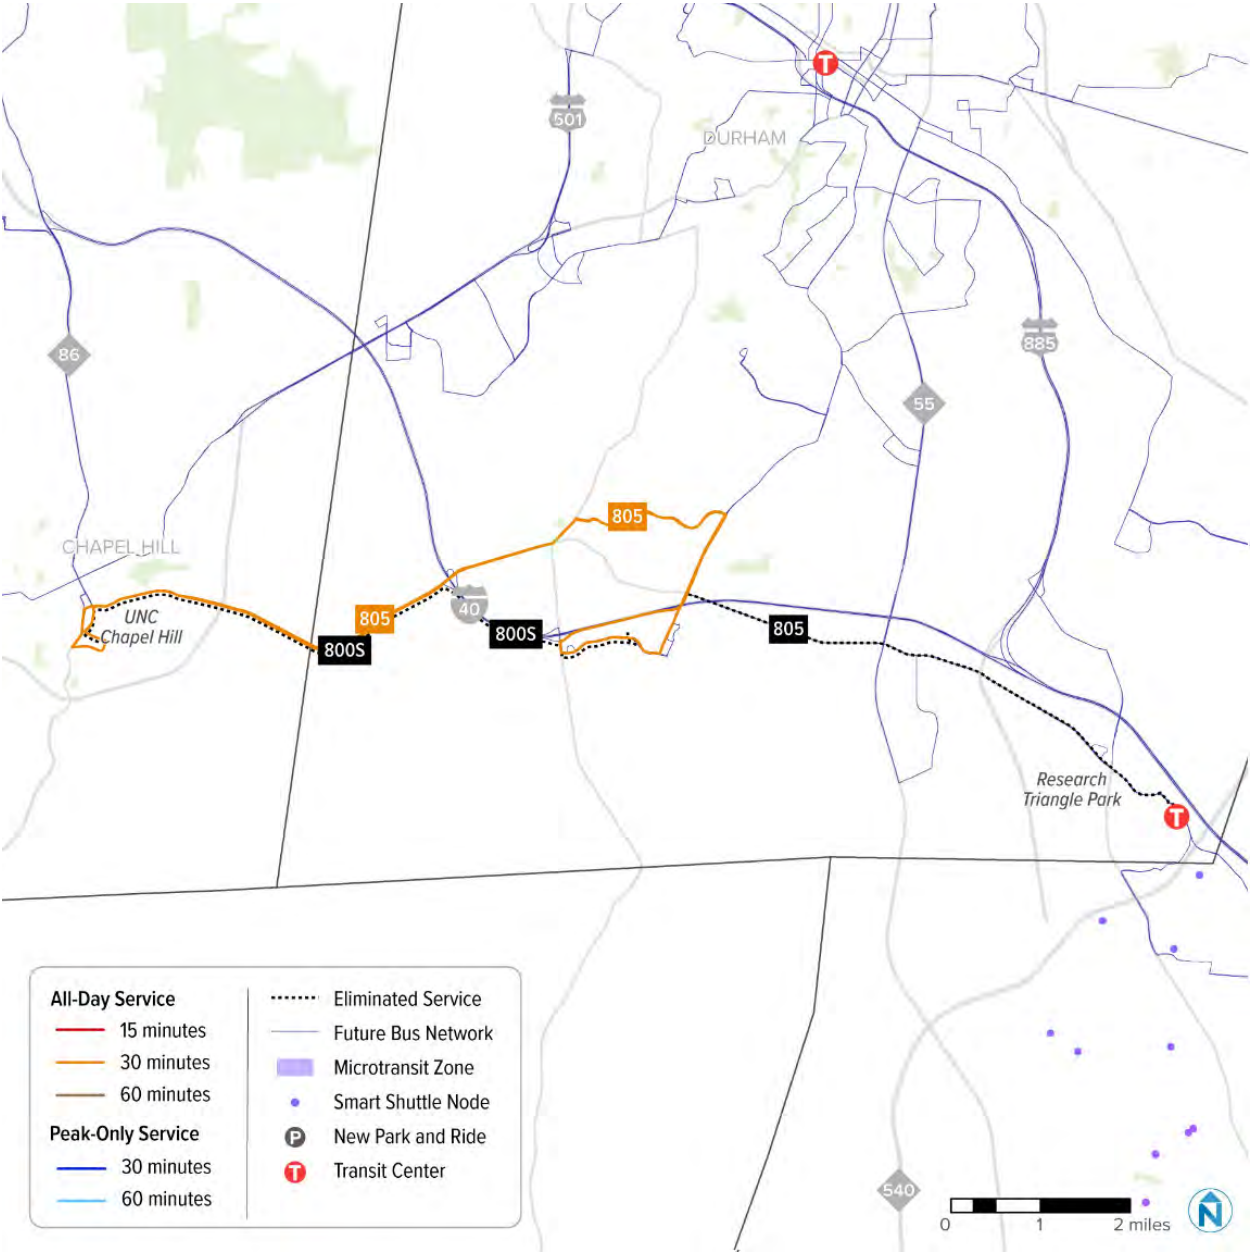 T
501
DURHAM
885
86
55
805
CHAPEL HILL
40
805
UNC
Chapel Hill
800S
800S
805
Research
Triangle Park
T
All-Day Service
15 minutes
30 minutes
60 minutes
Peak-Only Service
30 minutes
60 minutes
Eliminated Service
Future Bus Network
Microtransit Zone
Smart Shuttle Node
P New Park and Ride
T Transit Center
540
0 1 2 miles
N